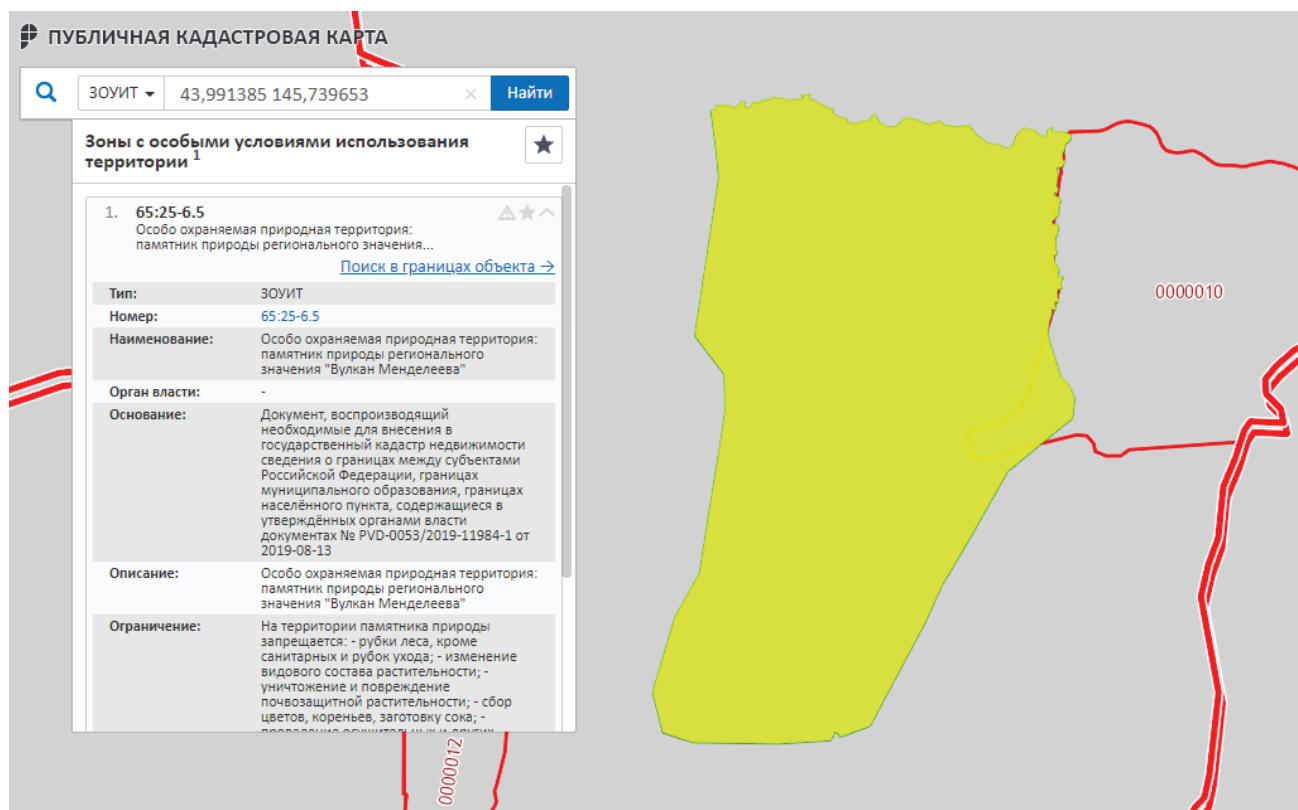 ПУБЛИЧНАЯ КАДАСТРОВАЯ КАРТА
ЗОУИТ 43,991385 145,739653 × Найти
Зоны с особыми условиями использования
территории 1
1. 65:25-6.5
Особо охраняемая природная территория:
памятник природы регионального значения...
Поиск в границах объекта →
Тип: ЗОУИТ
Номер: 65:25-6.5
Наименование: Особо охраняемая природная территория:
памятник природы регионального
значения "Вулкан Менделеева"
Орган власти: -
Основание: Документ, воспроизводящий
необходимые для внесения в
государственный кадастр недвижимости
сведения о границах между субъектами
Российской Федерации, границах
муниципального образования, границах
населённого пункта, содержащиеся в
утверждённых органами власти
документах № PVD-0053/2019-11984-1 от
2019-08-13
Описание: Особо охраняемая природная территория:
памятник природы регионального
значения "Вулкан Менделеева"
Ограничение: На территории памятника природы
запрещается: - рубки леса, кроме
санитарных и рубок ухода; - изменение
видового состава растительности; -
уничтожение и повреждение
почвозащитной растительности; - сбор
цветов, кореньев, заготовку сока; -
проведение осушительных и других
0000010
0000012